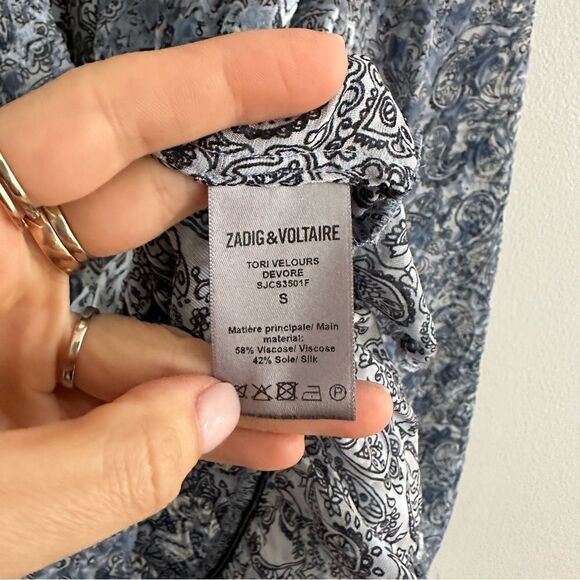 ZADIG&VOLTAIRE
TORI VELOURS
DEVORE
SJCS3501F
S
Matière principale/ Main
material:
58% Viscose/ Viscose
42% Soie/ Silk
P